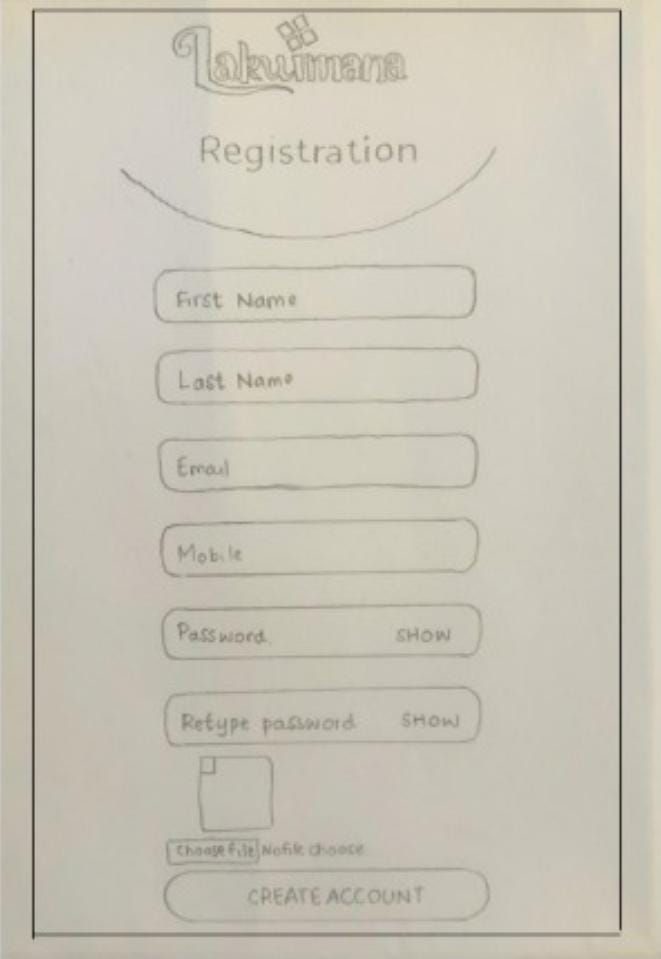 Lakwimana
Registration
First Name
Last Name
Email
Mobile
Password.
SHOW
Retype password
SHOW
Choose File No file choose
CREATE ACCOUNT